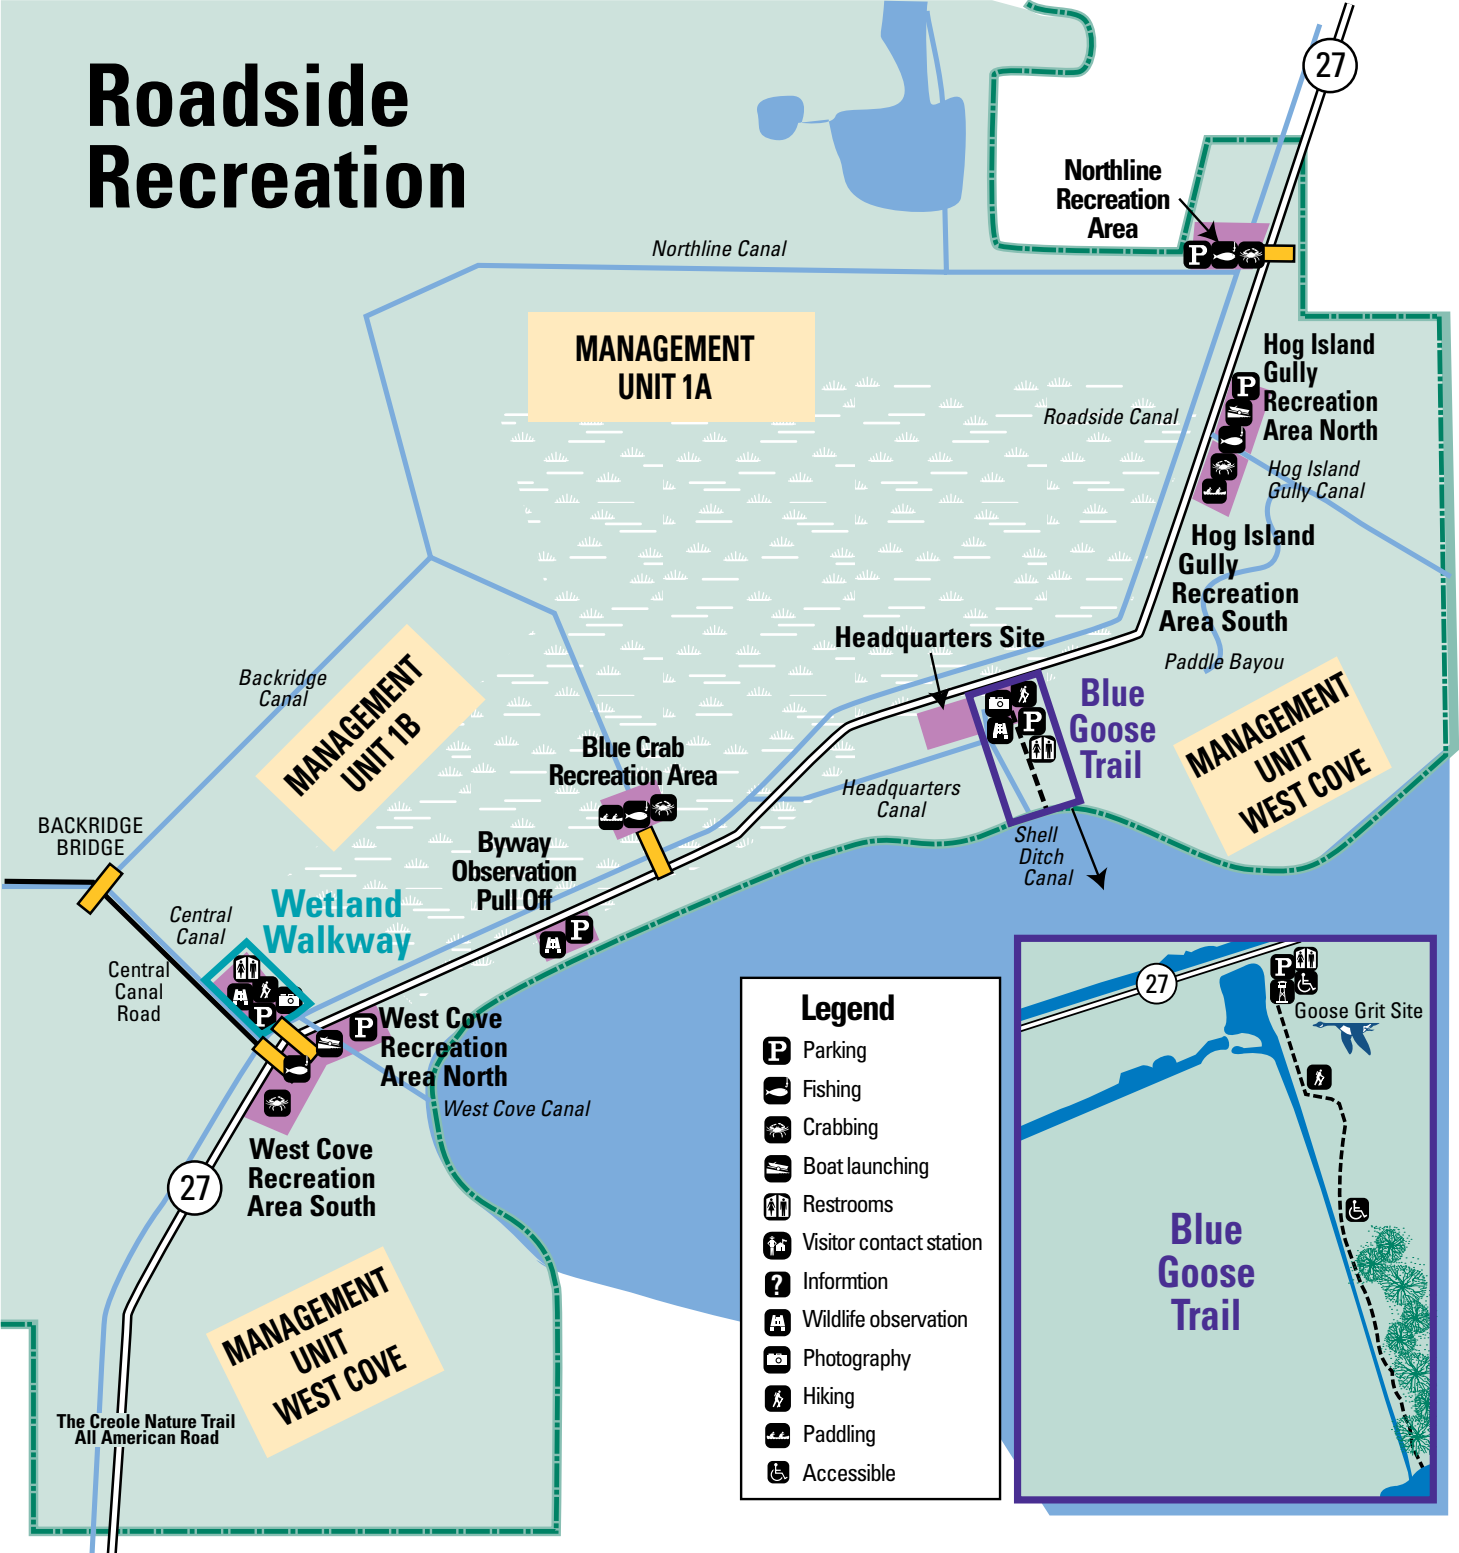 Roadside
Recreation
27
Northline
Recreation
Area
P
Northline Canal
MANAGEMENT
UNIT 1A
Roadside Canal
Hog Island
Gully
Recreation
Area North
P
Hog Island
Gully Canal
Hog Island
Gully
Recreation
Area South
Paddle Bayou
Headquarters Site
Blue
Goose
Trail
P
MANAGEMENT
UNIT
WEST COVE
Backridge
Canal
MANAGEMENT
UNIT 1B
Blue Crab
Recreation Area
Headquarters
Canal
Shell
Ditch
Canal
BACKRIDGE
BRIDGE
Byway
Observation
Pull Off
P
Wetland
Walkway
P
Central
Canal
Central
Canal
Road
West Cove
Recreation
Area North
P
West Cove Canal
West Cove
Recreation
Area South
27
MANAGEMENT
UNIT
WEST COVE
The Creole Nature Trail
All American Road
Legend
P Parking
Fishing
Crabbing
Boat launching
Restrooms
Visitor contact station
? Informtion
Wildlife observation
Photography
Hiking
Paddling
Accessible
27
P
Goose Grit Site
Blue
Goose
Trail